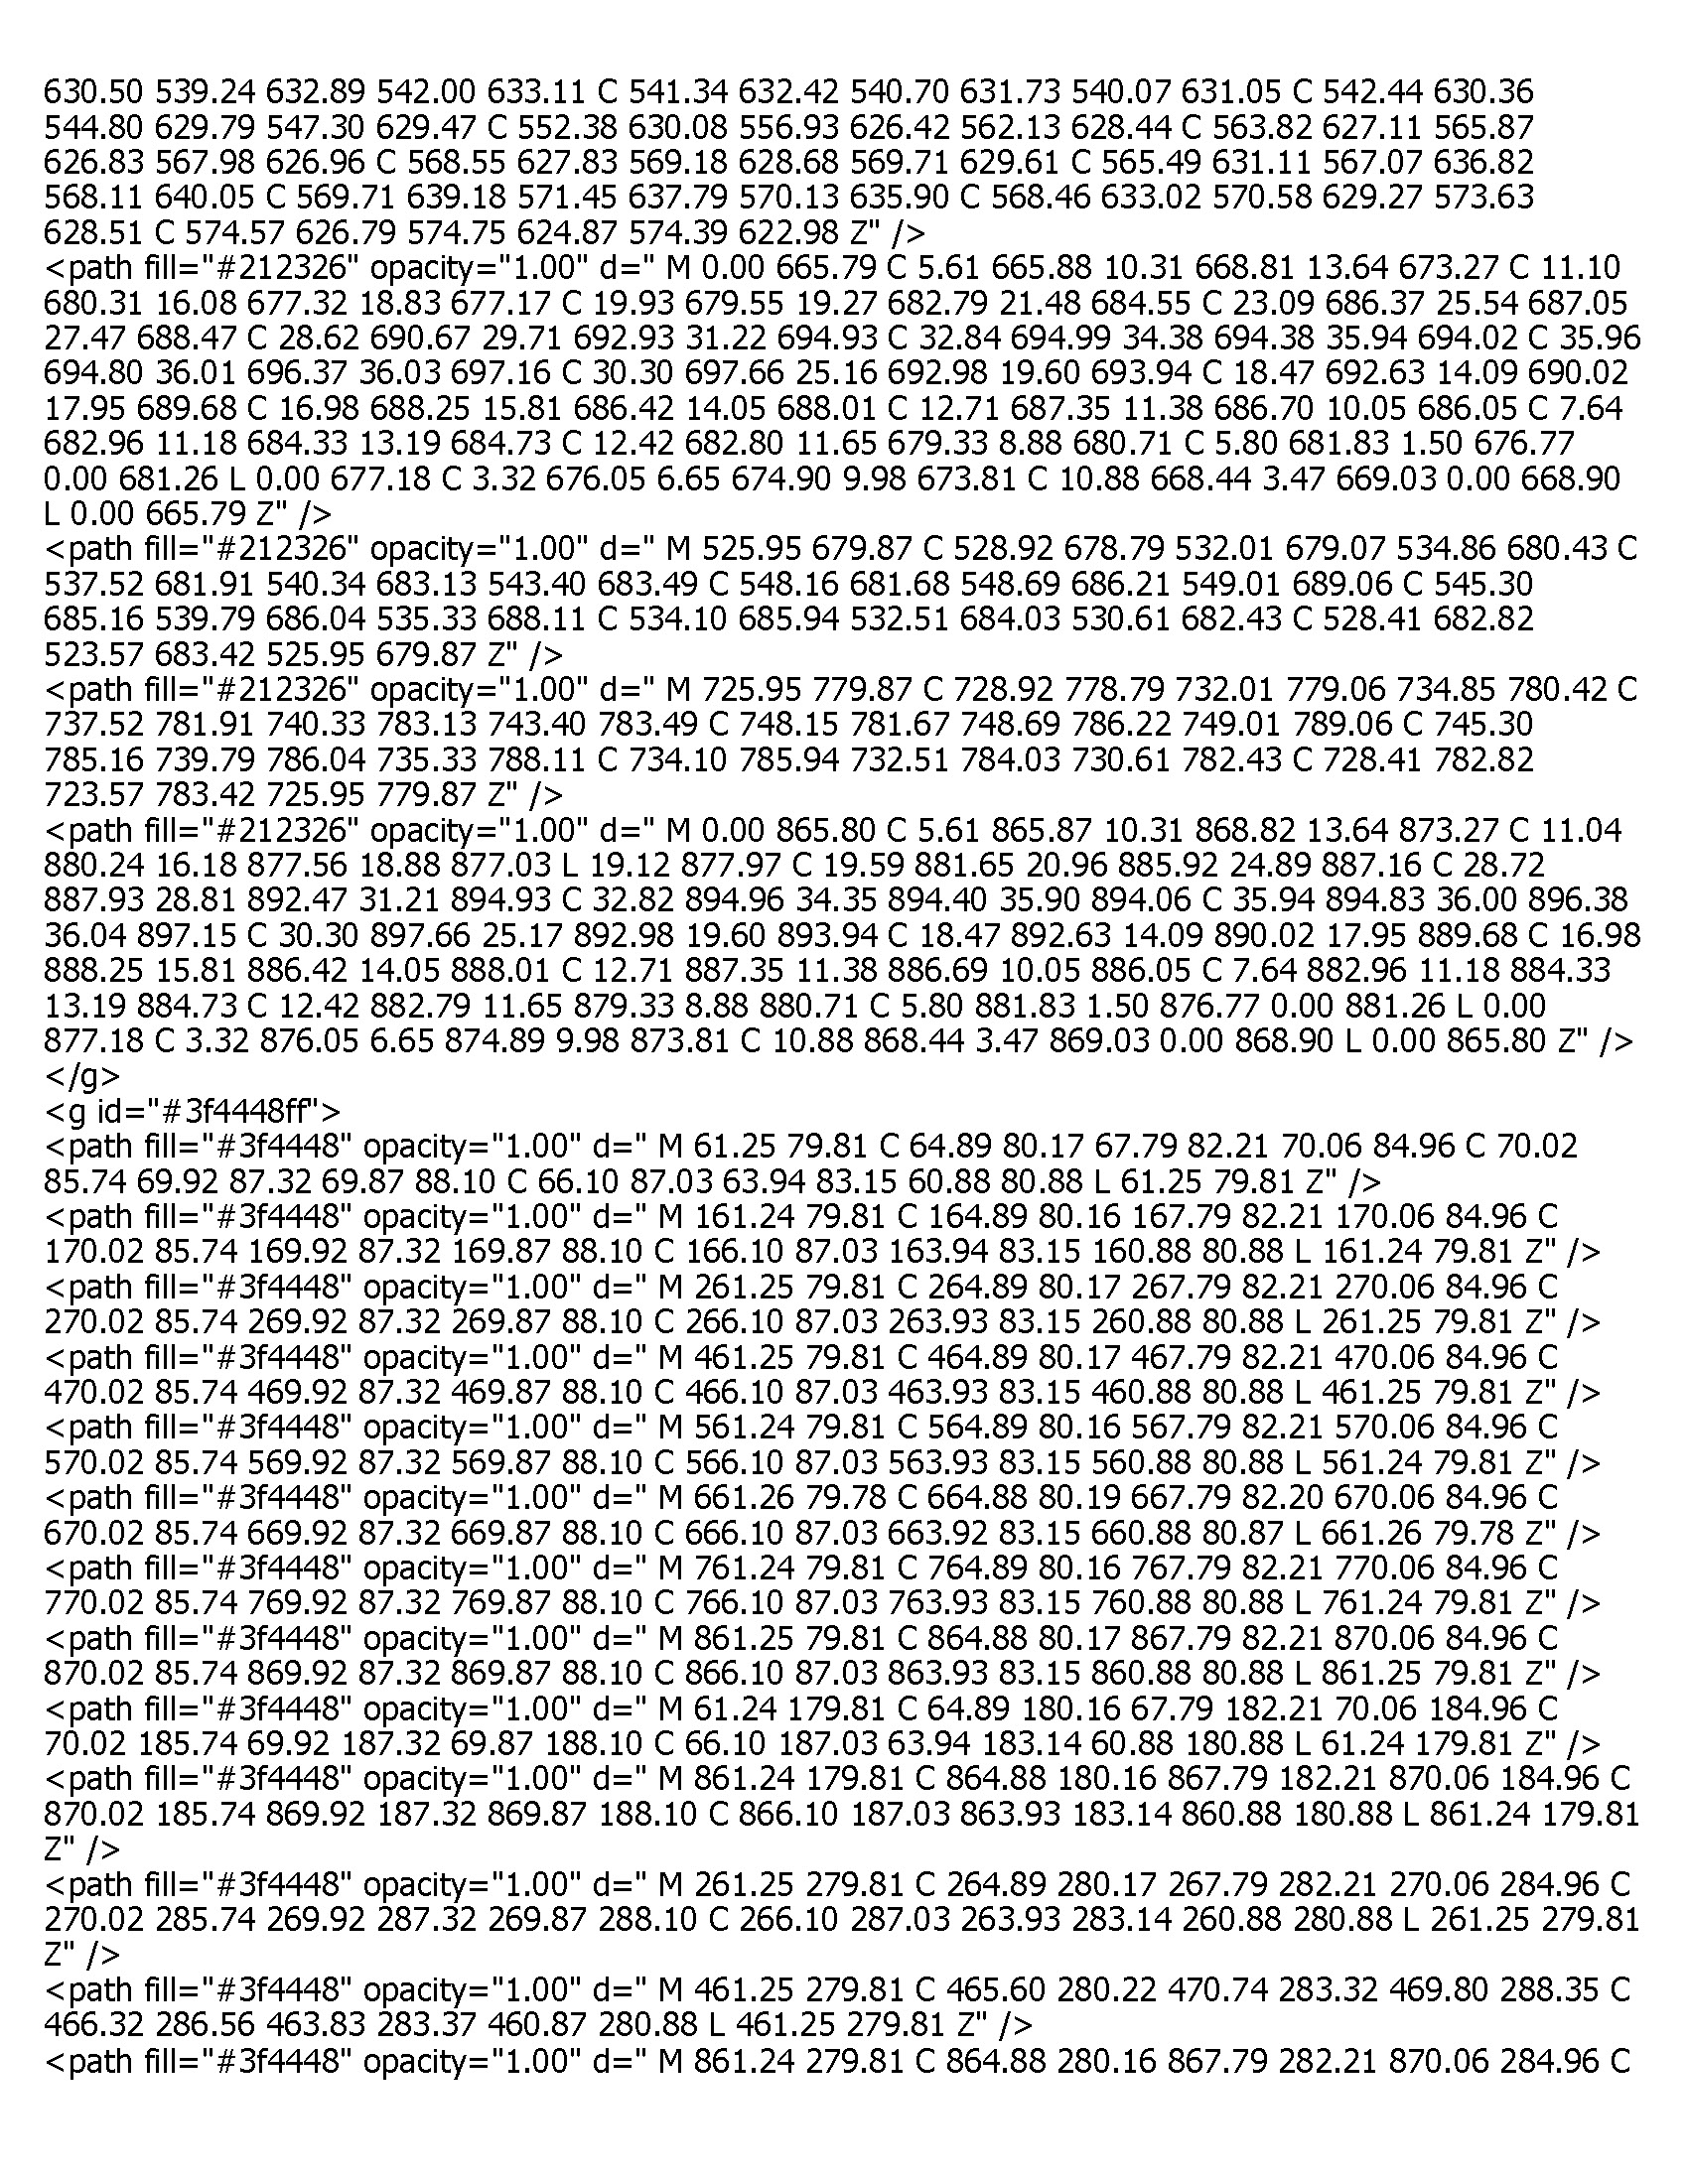 630.50 539.24 632.89 542.00 633.11 C 541.34 632.42 540.70 631.73 540.07 631.05 C 542.44 630.36
544.80 629.79 547.30 629.47 C 552.38 630.08 556.93 626.42 562.13 628.44 C 563.82 627.11 565.87
626.83 567.98 626.96 C 568.55 627.83 569.18 628.68 569.71 629.61 C 565.49 631.11 567.07 636.82
568.11 640.05 C 569.71 639.18 571.45 637.79 570.13 635.90 C 568.46 633.02 570.58 629.27 573.63
628.51 C 574.57 626.79 574.75 624.87 574.39 622.98 Z" />
<path fill="#212326" opacity="1.00" d=" M 0.00 665.79 C 5.61 665.88 10.31 668.81 13.64 673.27 C 11.10
680.31 16.08 677.32 18.83 677.17 C 19.93 679.55 19.27 682.79 21.48 684.55 C 23.09 686.37 25.54 687.05
27.47 688.47 C 28.62 690.67 29.71 692.93 31.22 694.93 C 32.84 694.99 34.38 694.38 35.94 694.02 C 35.96
694.80 36.01 696.37 36.03 697.16 C 30.30 697.66 25.16 692.98 19.60 693.94 C 18.47 692.63 14.09 690.02
17.95 689.68 C 16.98 688.25 15.81 686.42 14.05 688.01 C 12.71 687.35 11.38 686.70 10.05 686.05 C 7.64
682.96 11.18 684.33 13.19 684.73 C 12.42 682.80 11.65 679.33 8.88 680.71 C 5.80 681.83 1.50 676.77
0.00 681.26 L 0.00 677.18 C 3.32 676.05 6.65 674.90 9.98 673.81 C 10.88 668.44 3.47 669.03 0.00 668.90
L 0.00 665.79 Z" />
<path fill="#212326" opacity="1.00" d=" M 525.95 679.87 C 528.92 678.79 532.01 679.07 534.86 680.43 C
537.52 681.91 540.34 683.13 543.40 683.49 C 548.16 681.68 548.69 686.21 549.01 689.06 C 545.30
685.16 539.79 686.04 535.33 688.11 C 534.10 685.94 532.51 684.03 530.61 682.43 C 528.41 682.82
523.57 683.42 525.95 679.87 Z" />
<path fill="#212326" opacity="1.00" d=" M 725.95 779.87 C 728.92 778.79 732.01 779.06 734.85 780.42 C
737.52 781.91 740.33 783.13 743.40 783.49 C 748.15 781.67 748.69 786.22 749.01 789.06 C 745.30
785.16 739.79 786.04 735.33 788.11 C 734.10 785.94 732.51 784.03 730.61 782.43 C 728.41 782.82
723.57 783.42 725.95 779.87 Z" />
<path fill="#212326" opacity="1.00" d=" M 0.00 865.80 C 5.61 865.87 10.31 868.82 13.64 873.27 C 11.04
880.24 16.18 877.56 18.88 877.03 L 19.12 877.97 C 19.59 881.65 20.96 885.92 24.89 887.16 C 28.72
887.93 28.81 892.47 31.21 894.93 C 32.82 894.96 34.35 894.40 35.90 894.06 C 35.94 894.83 36.00 896.38
36.04 897.15 C 30.30 897.66 25.17 892.98 19.60 893.94 C 18.47 892.63 14.09 890.02 17.95 889.68 C 16.98
888.25 15.81 886.42 14.05 888.01 C 12.71 887.35 11.38 886.69 10.05 886.05 C 7.64 882.96 11.18 884.33
13.19 884.73 C 12.42 882.79 11.65 879.33 8.88 880.71 C 5.80 881.83 1.50 876.77 0.00 881.26 L 0.00
877.18 C 3.32 876.05 6.65 874.89 9.98 873.81 C 10.88 868.44 3.47 869.03 0.00 868.90 L 0.00 865.80 Z" />
</g>
<g id="#3f4448ff">
<path fill="#3f4448" opacity="1.00" d=" M 61.25 79.81 C 64.89 80.17 67.79 82.21 70.06 84.96 C 70.02
85.74 69.92 87.32 69.87 88.10 C 66.10 87.03 63.94 83.15 60.88 80.88 L 61.25 79.81 Z" />
<path fill="#3f4448" opacity="1.00" d=" M 161.24 79.81 C 164.89 80.16 167.79 82.21 170.06 84.96 C
170.02 85.74 169.92 87.32 169.87 88.10 C 166.10 87.03 163.94 83.15 160.88 80.88 L 161.24 79.81 Z" />
<path fill="#3f4448" opacity="1.00" d=" M 261.25 79.81 C 264.89 80.17 267.79 82.21 270.06 84.96 C
270.02 85.74 269.92 87.32 269.87 88.10 C 266.10 87.03 263.93 83.15 260.88 80.88 L 261.25 79.81 Z" />
<path fill="#3f4448" opacity="1.00" d=" M 461.25 79.81 C 464.89 80.17 467.79 82.21 470.06 84.96 C
470.02 85.74 469.92 87.32 469.87 88.10 C 466.10 87.03 463.93 83.15 460.88 80.88 L 461.25 79.81 Z" />
<path fill="#3f4448" opacity="1.00" d=" M 561.24 79.81 C 564.89 80.16 567.79 82.21 570.06 84.96 C
570.02 85.74 569.92 87.32 569.87 88.10 C 566.10 87.03 563.93 83.15 560.88 80.88 L 561.24 79.81 Z" />
<path fill="#3f4448" opacity="1.00" d=" M 661.26 79.78 C 664.88 80.19 667.79 82.20 670.06 84.96 C
670.02 85.74 669.92 87.32 669.87 88.10 C 666.10 87.03 663.92 83.15 660.88 80.87 L 661.26 79.78 Z" />
<path fill="#3f4448" opacity="1.00" d=" M 761.24 79.81 C 764.89 80.16 767.79 82.21 770.06 84.96 C
770.02 85.74 769.92 87.32 769.87 88.10 C 766.10 87.03 763.93 83.15 760.88 80.88 L 761.24 79.81 Z" />
<path fill="#3f4448" opacity="1.00" d=" M 861.25 79.81 C 864.88 80.17 867.79 82.21 870.06 84.96 C
870.02 85.74 869.92 87.32 869.87 88.10 C 866.10 87.03 863.93 83.15 860.88 80.88 L 861.25 79.81 Z" />
<path fill="#3f4448" opacity="1.00" d=" M 61.24 179.81 C 64.89 180.16 67.79 182.21 70.06 184.96 C
70.02 185.74 69.92 187.32 69.87 188.10 C 66.10 187.03 63.94 183.14 60.88 180.88 L 61.24 179.81 Z" />
<path fill="#3f4448" opacity="1.00" d=" M 861.24 179.81 C 864.88 180.16 867.79 182.21 870.06 184.96 C
870.02 185.74 869.92 187.32 869.87 188.10 C 866.10 187.03 863.93 183.14 860.88 180.88 L 861.24 179.81
Z" />
<path fill="#3f4448" opacity="1.00" d=" M 261.25 279.81 C 264.89 280.17 267.79 282.21 270.06 284.96 C
270.02 285.74 269.92 287.32 269.87 288.10 C 266.10 287.03 263.93 283.14 260.88 280.88 L 261.25 279.81
Z" />
<path fill="#3f4448" opacity="1.00" d=" M 461.25 279.81 C 465.60 280.22 470.74 283.32 469.80 288.35 C
466.32 286.56 463.83 283.37 460.87 280.88 L 461.25 279.81 Z" />
<path fill="#3f4448" opacity="1.00" d=" M 861.24 279.81 C 864.88 280.16 867.79 282.21 870.06 284.96 C